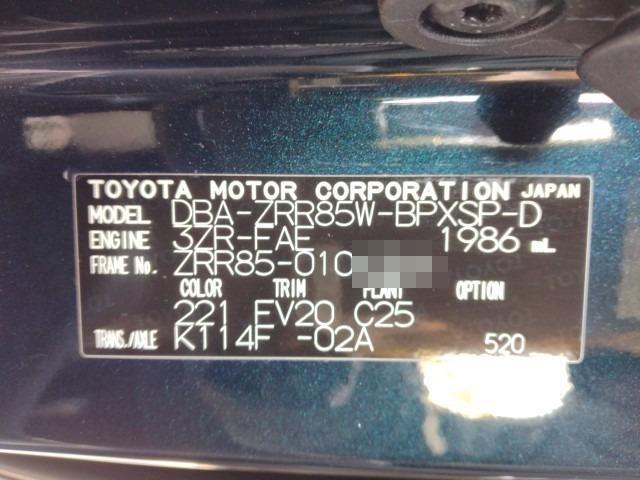 TOYOTA MOTOR CORPORATION JAPAN
MODEL DBA-ZRR85W-BPXSP-D
ENGINE 3ZR-FAE 1986 mL
FRAME No. ZRR85-010
COLOR TRIM PLANT OPTION
221 FV20 C25
TRANS./AXLE K114F -02A 520